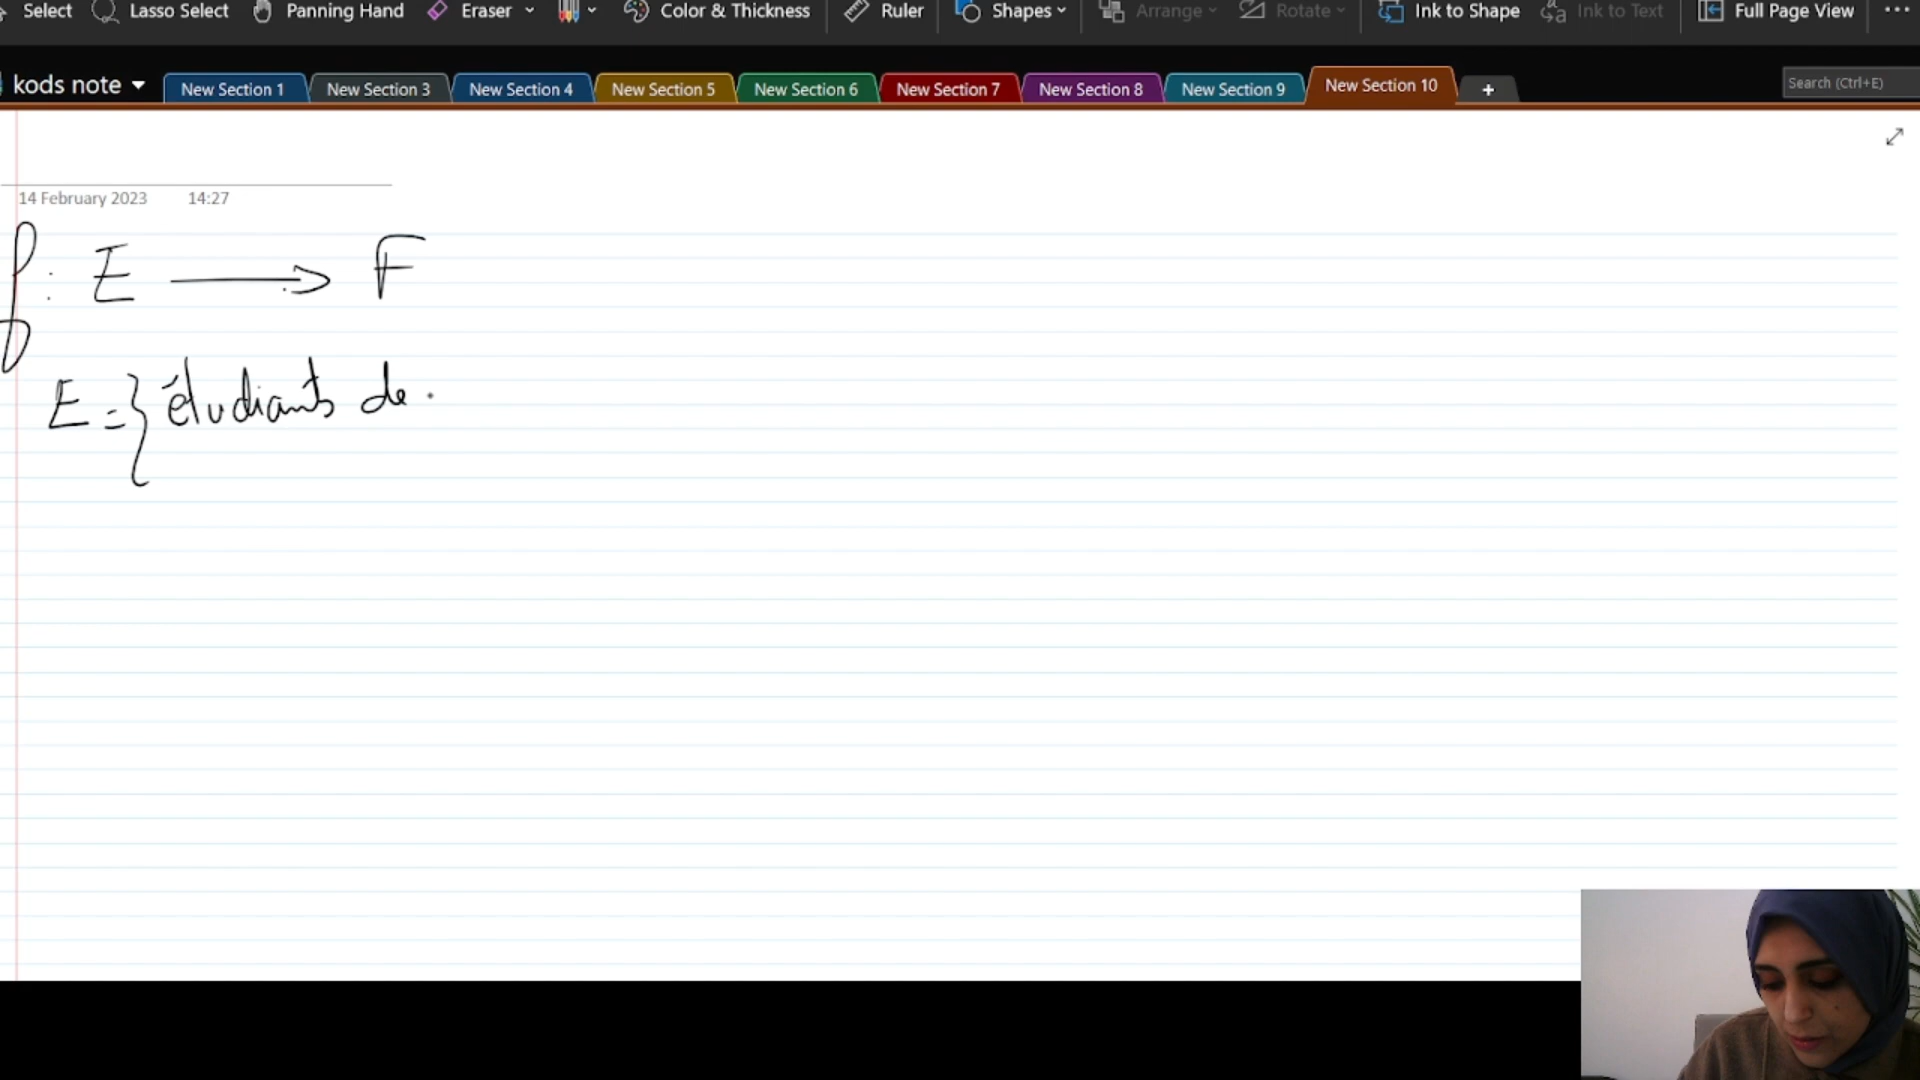 Select Lasso Select Panning Hand Eraser Color & Thickness Ruler Shapes Arrange Rotate Ink to Shape Ink to Text Full Page View
kods note New Section 1 New Section 3 New Section 4 New Section 5 New Section 6 New Section 7 New Section 8 New Section 9 New Section 10 + Search (Ctrl+E)
14 February 2023 14:27
f : E → F
E = { étudiants de